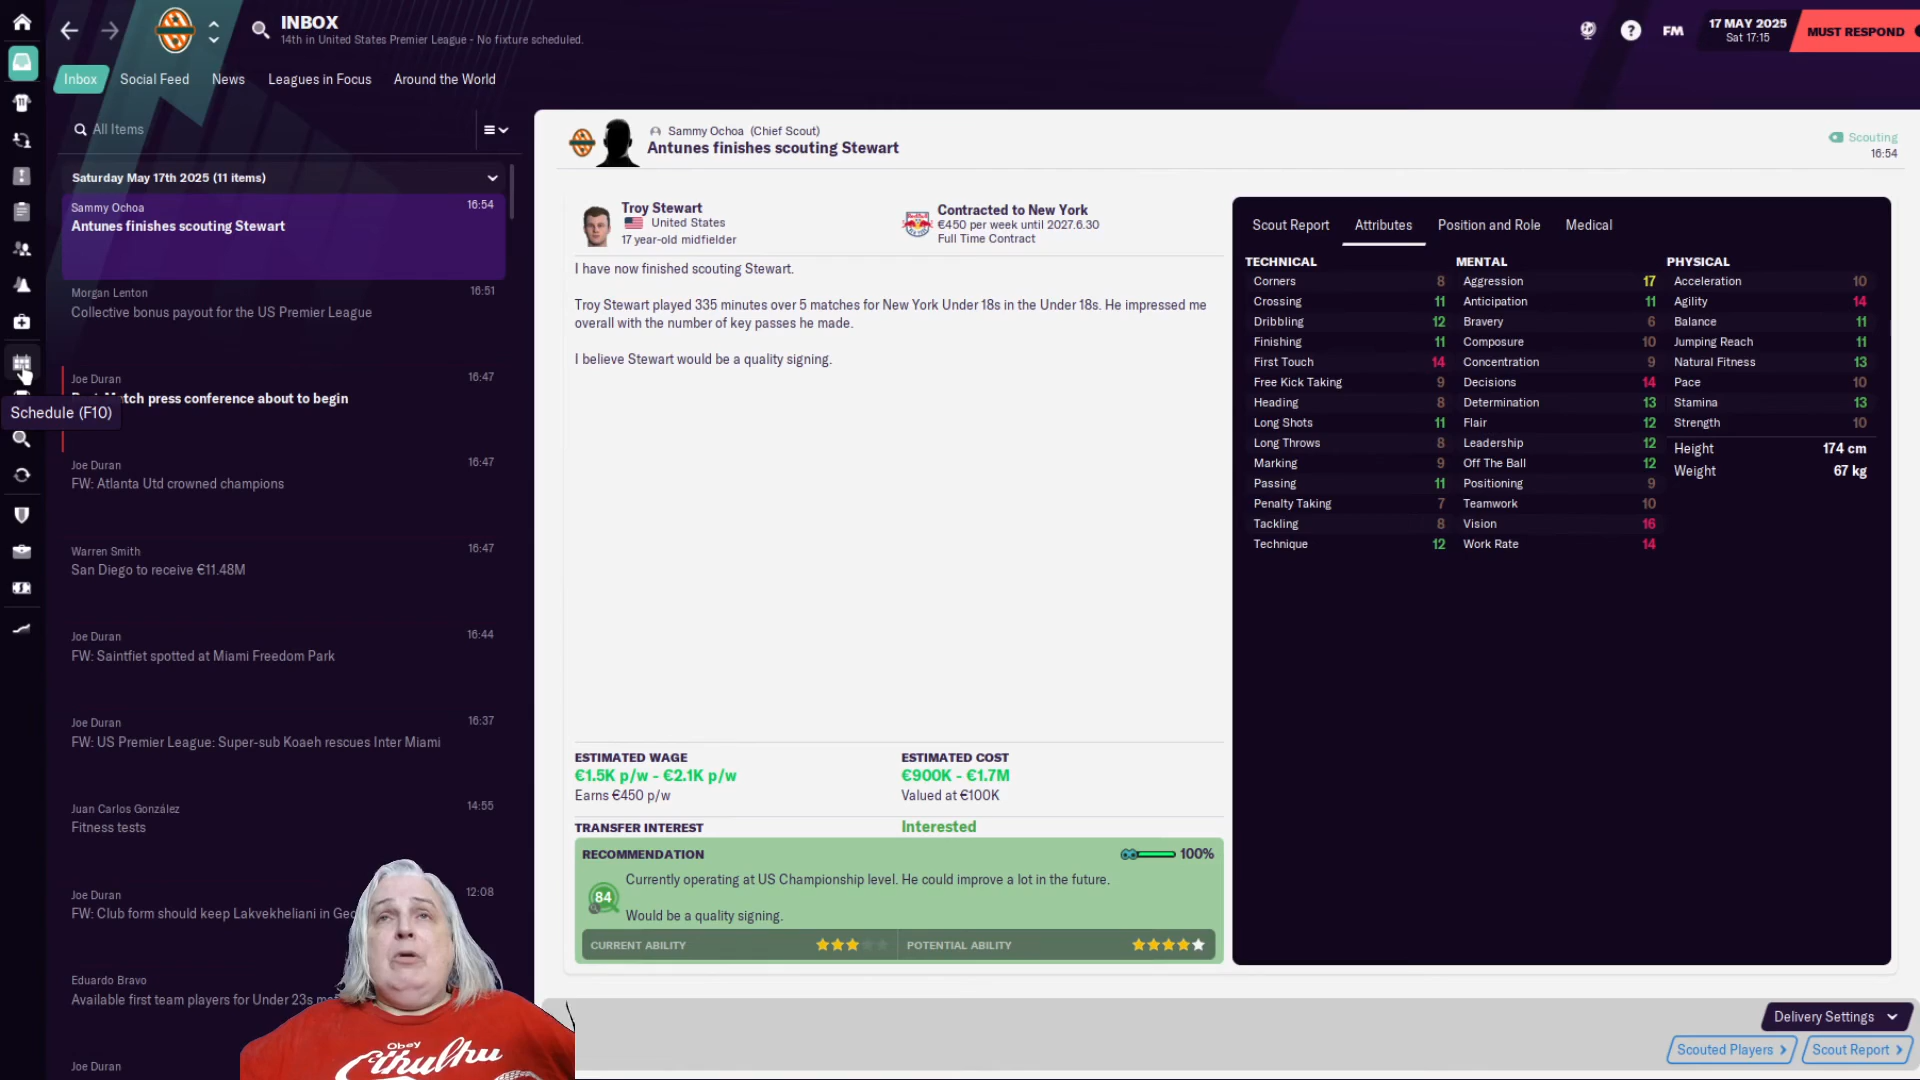 INBOX
14th in United States Premier League - No fixture scheduled.
FM
17 MAY 2025
Sat 17:15
MUST RESPOND
Inbox
Social Feed
News
Leagues in Focus
Around the World
All Items
Saturday May 17th 2025 (11 items)
Sammy Ochoa
16:54
Antunes finishes scouting Stewart
Morgan Lenton
16:51
Collective bonus payout for the US Premier League
Joe Duran
16:47
tch press conference about to begin
Schedule (F10)
Joe Duran
16:47
FW: Atlanta Utd crowned champions
Warren Smith
16:47
San Diego to receive €11.48M
Joe Duran
16:44
FW: Saintfiet spotted at Miami Freedom Park
Joe Duran
16:37
FW: US Premier League: Super-sub Koaeh rescues Inter Miami
Juan Carlos González
14:55
Fitness tests
Joe Duran
12:08
FW: Club form should keep Lakvekheliani in Geo
Eduardo Bravo
Available first team players for Under 23s
Joe Duran
Obey
Cthulhu
Sammy Ochoa (Chief Scout)
Antunes finishes scouting Stewart
Scouting
16:54
Troy Stewart
United States
17 year-old midfielder
Contracted to New York
€450 per week until 2027.6.30
Full Time Contract
I have now finished scouting Stewart.
Troy Stewart played 335 minutes over 5 matches for New York Under 18s in the Under 18s. He impressed me
overall with the number of key passes he made.
I believe Stewart would be a quality signing.
ESTIMATED WAGE
€1.5K p/w - €2.1K p/w
Earns €450 p/w
ESTIMATED COST
€900K - €1.7M
Valued at €100K
TRANSFER INTEREST
Interested
RECOMMENDATION
100%
84
Currently operating at US Championship level. He could improve a lot in the future.
Would be a quality signing.
CURRENT ABILITY
POTENTIAL ABILITY
Scout Report
Attributes
Position and Role
Medical
TECHNICAL
Corners 8
Crossing 11
Dribbling 12
Finishing 11
First Touch 14
Free Kick Taking 9
Heading 8
Long Shots 11
Long Throws 8
Marking 9
Passing 11
Penalty Taking 7
Tackling 8
Technique 12
MENTAL
Aggression 17
Anticipation 11
Bravery 6
Composure 10
Concentration 9
Decisions 14
Determination 13
Flair 12
Leadership 12
Off The Ball 12
Positioning 9
Teamwork 10
Vision 16
Work Rate 14
PHYSICAL
Acceleration 10
Agility 14
Balance 11
Jumping Reach 11
Natural Fitness 13
Pace 10
Stamina 13
Strength 10
Height 174 cm
Weight 67 kg
Delivery Settings
Scouted Players
Scout Report